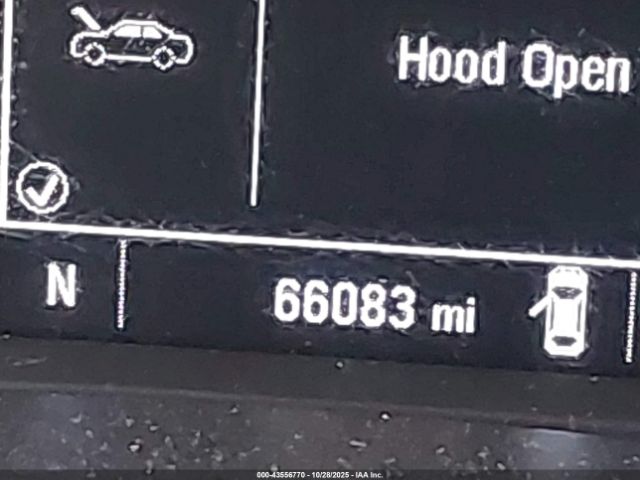 Hood Open
N
66083 mi
000-43556770 - 10/28/2025 - IAA Inc.